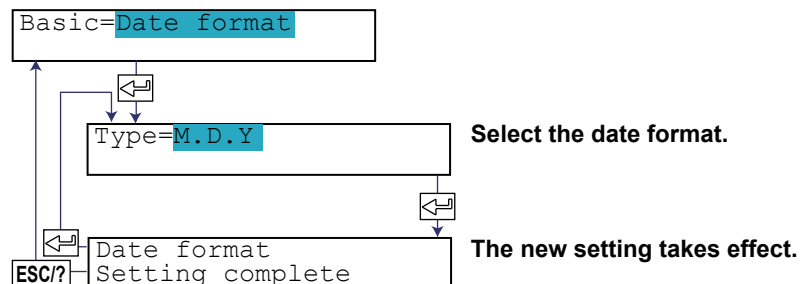 Basic=Date format
Type=M.D.Y
Select the date format.
Date format
Setting complete
The new setting takes effect.
ESC/?